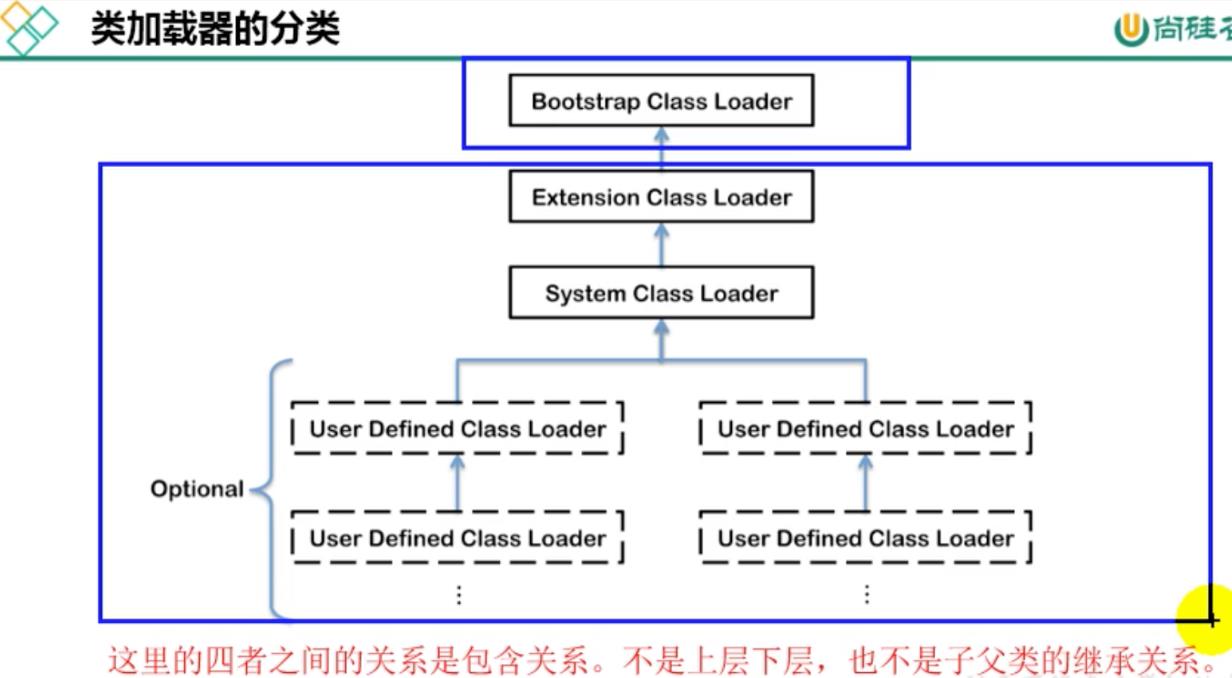 类加载器的分类
尚硅
Bootstrap Class Loader
Extension Class Loader
System Class Loader
User Defined Class Loader
User Defined Class Loader
Optional
User Defined Class Loader
User Defined Class Loader
⋮
⋮
这里的四者之间的关系是包含关系。不是上层下层，也不是子父类的继承关系。